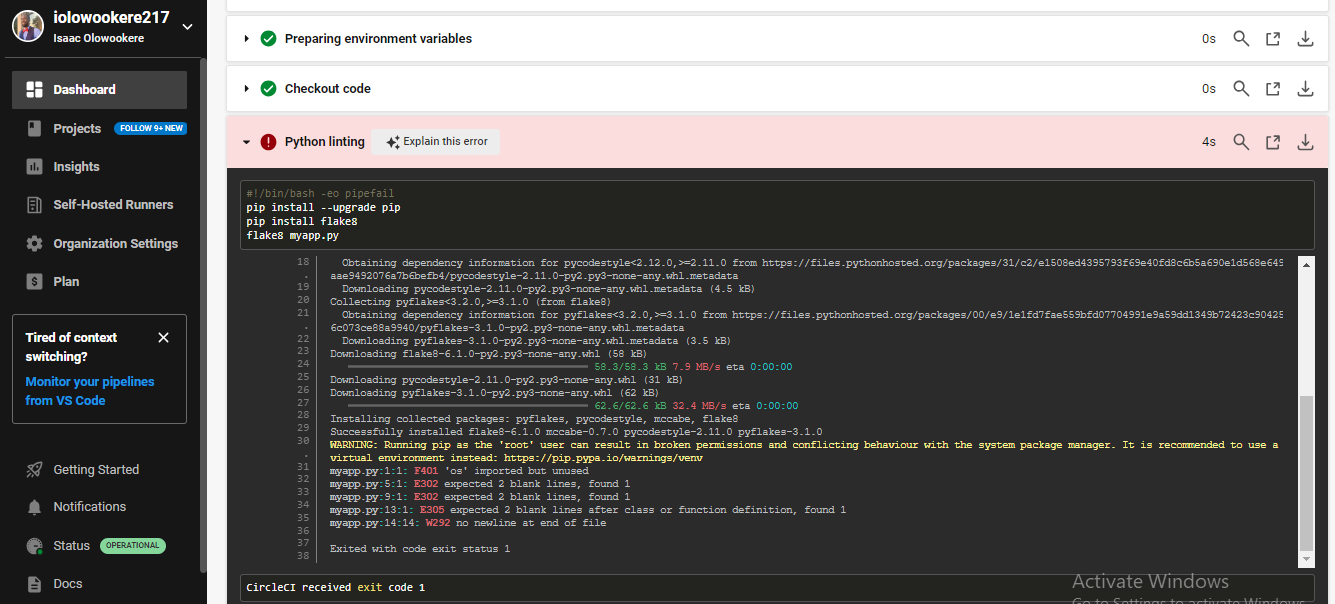 iolowookere217
Isaac Olowookere
Dashboard
Projects FOLLOW 9+ NEW
Insights
Self-Hosted Runners
Organization Settings
Plan
Tired of context
switching?
Monitor your pipelines
from VS Code
Getting Started
Notifications
Status OPERATIONAL
Docs
Preparing environment variables 0s
Checkout code 0s
Python linting Explain this error 4s
#!/bin/bash -eo pipefail
pip install --upgrade pip
pip install flake8
flake8 myapp.py
18 Obtaining dependency information for pycodestyle<2.12.0,>=2.11.0 from https://files.pythonhosted.org/packages/31/c2/e1508ed4395793f69e40fd8c6b5a690e1d568e649
. aae9492076a7b6befb4/pycodestyle-2.11.0-py2.py3-none-any.whl.metadata
19 Downloading pycodestyle-2.11.0-py2.py3-none-any.whl.metadata (4.5 kB)
20 Collecting pyflakes<3.2.0,>=3.1.0 (from flake8)
21 Obtaining dependency information for pyflakes<3.2.0,>=3.1.0 from https://files.pythonhosted.org/packages/00/e9/1e1fd7fae559bfd07704991e9a59dd1349b72423c90425
. 6c073ce88a9940/pyflakes-3.1.0-py2.py3-none-any.whl.metadata
22 Downloading pyflakes-3.1.0-py2.py3-none-any.whl.metadata (3.5 kB)
23 Downloading flake8-6.1.0-py2.py3-none-any.whl (58 kB)
24 58.3/58.3 kB 7.9 MB/s eta 0:00:00
25 Downloading pycodestyle-2.11.0-py2.py3-none-any.whl (31 kB)
26 Downloading pyflakes-3.1.0-py2.py3-none-any.whl (62 kB)
27 62.6/62.6 kB 32.4 MB/s eta 0:00:00
28 Installing collected packages: pyflakes, pycodestyle, mccabe, flake8
29 Successfully installed flake8-6.1.0 mccabe-0.7.0 pycodestyle-2.11.0 pyflakes-3.1.0
30 WARNING: Running pip as the 'root' user can result in broken permissions and conflicting behaviour with the system package manager. It is recommended to use a
. virtual environment instead: https://pip.pypa.io/warnings/venv
31 myapp.py:1:1: F401 'os' imported but unused
32 myapp.py:5:1: E302 expected 2 blank lines, found 1
33 myapp.py:9:1: E302 expected 2 blank lines, found 1
34 myapp.py:13:1: E305 expected 2 blank lines after class or function definition, found 1
35 myapp.py:14:14: W292 no newline at end of file
36
37 Exited with code exit status 1
38
CircleCI received exit code 1
Activate Windows
Go to Settings to activate Windows.